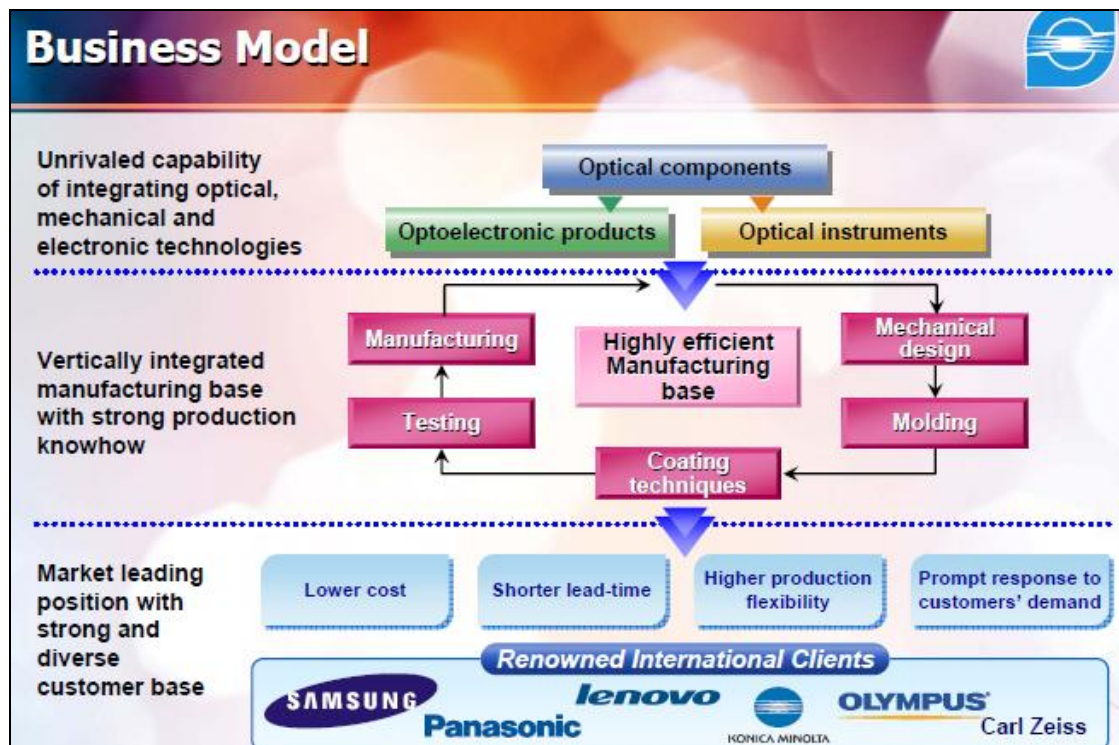 Business Model
Unrivaled capability
of integrating optical,
mechanical and
electronic technologies
Optical components
Optoelectronic products
Optical instruments
Vertically integrated
manufacturing base
with strong production
knowhow
Manufacturing
Highly efficient
Manufacturing
base
Mechanical
design
Testing
Molding
Coating
techniques
Market leading
position with
strong and
diverse
customer base
Lower cost
Shorter lead-time
Higher production
flexibility
Prompt response to
customers' demand
Renowned International Clients
SAMSUNG
Panasonic
lenovo
KONICA MINOLTA
OLYMPUS
Carl Zeiss